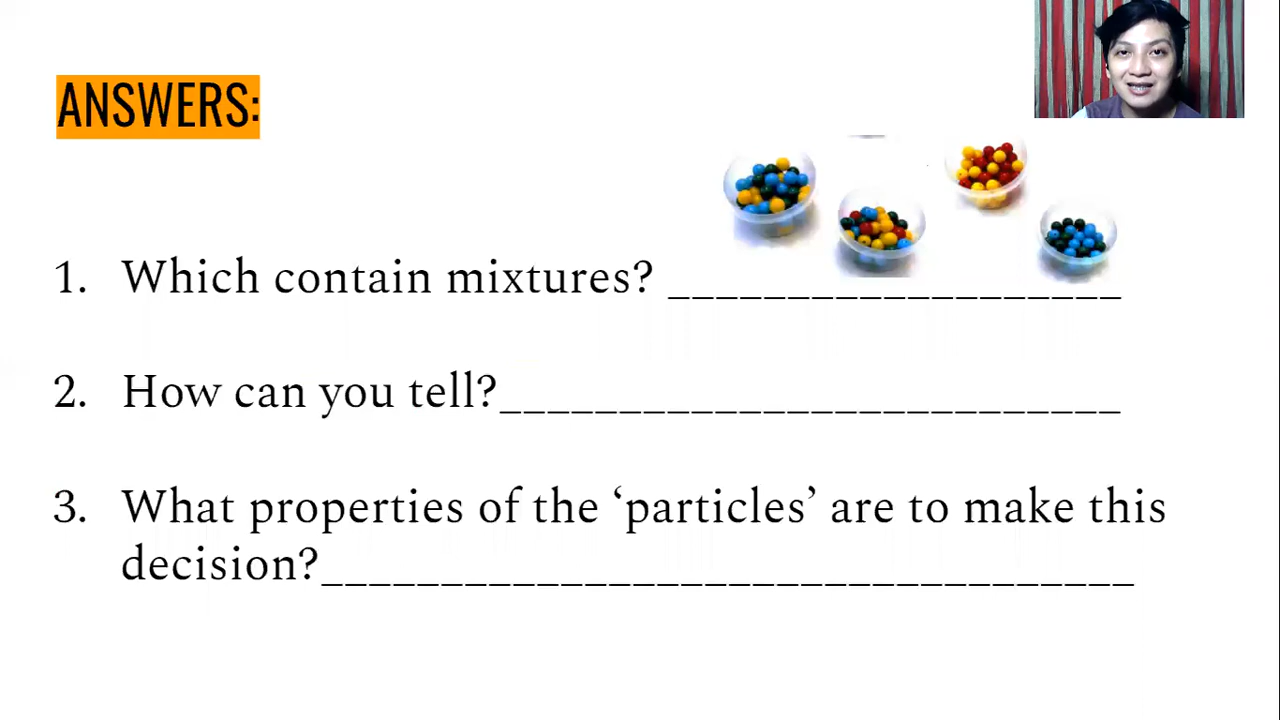 ANSWERS:
1. Which contain mixtures? ___________________
2. How can you tell?__________________________
3. What properties of the ‘particles’ are to make this
decision?__________________________________